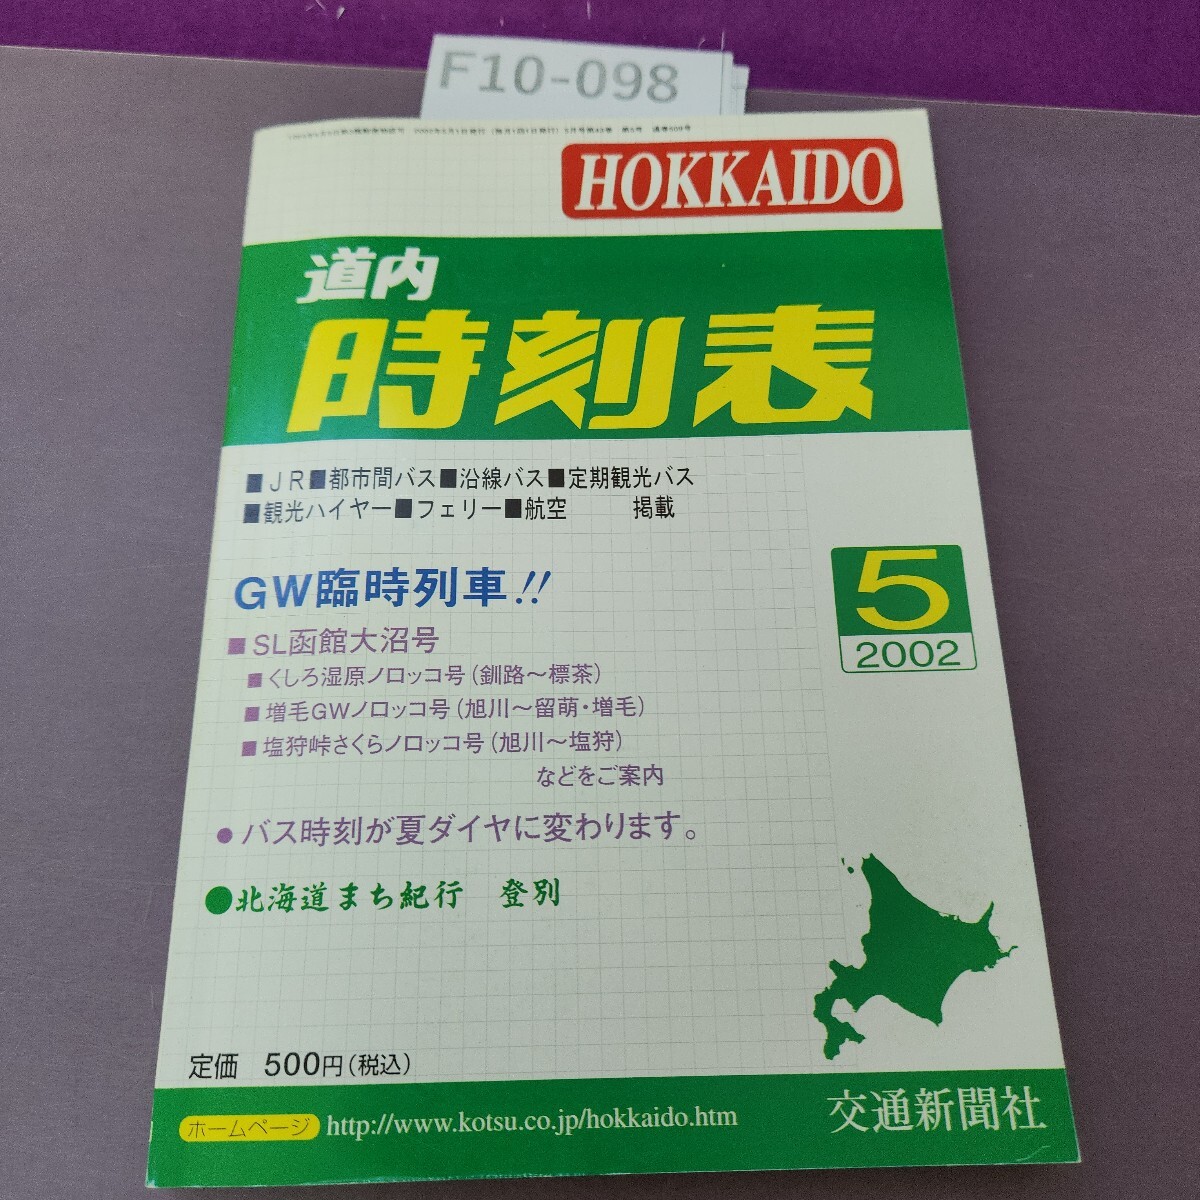 F10-098
HOKKAIDO
道内
時刻表
■JR■都市間バス■沿線バス■定期観光バス
■観光ハイヤー■フェリー■航空 掲載
GW臨時列車!!
■SL函館大沼号
■くしろ湿原ノロッコ号(釧路〜標茶)
■増毛GWノロッコ号(旭川〜留萌・増毛)
■塩狩峠さくらノロッコ号(旭川〜塩狩)
などをご案内
5
2002
●バス時刻が夏ダイヤに変わります。
●北海道まち紀行 登別
定価 500円(税込)
ホームページ http://www.kotsu.co.jp/hokkaido.htm
交通新聞社